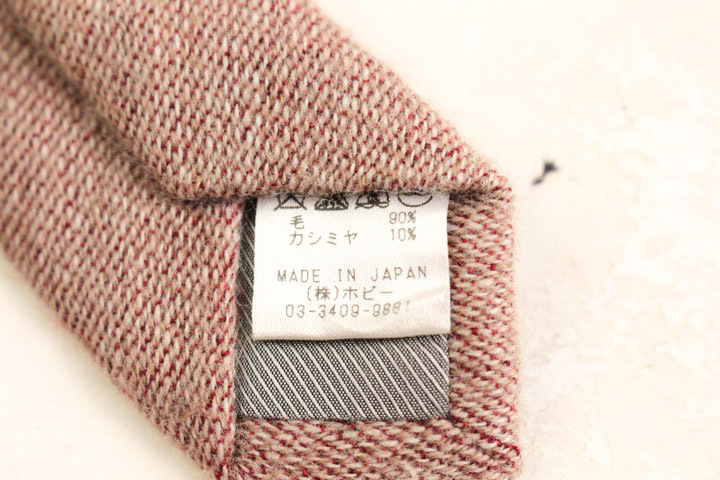 毛 90%
カシミヤ 10%
MADE IN JAPAN
(株)ホビー
03-3409-9881